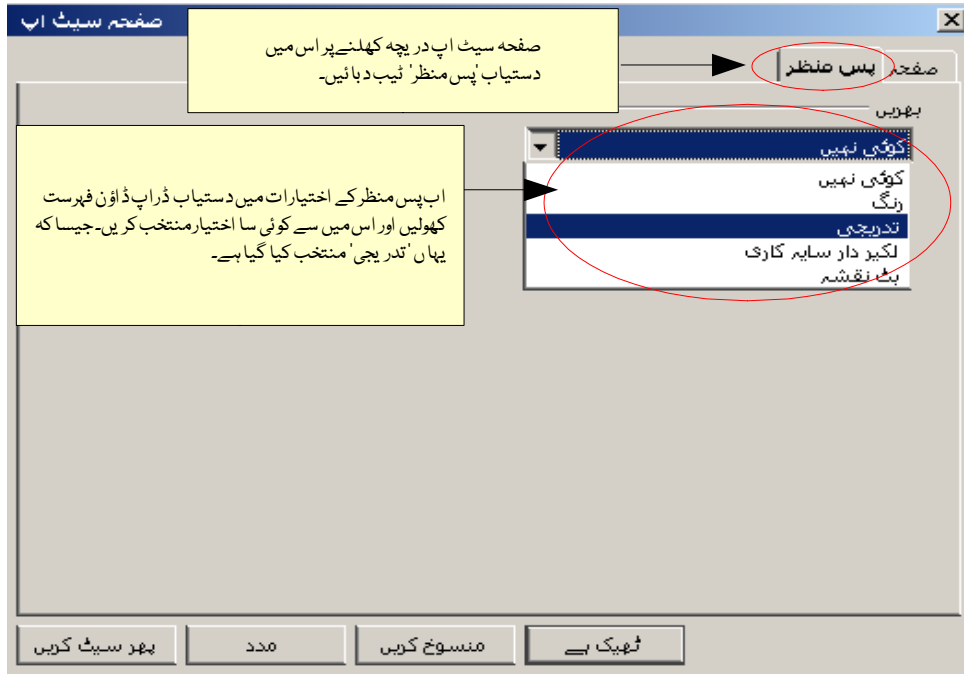 صفحہ سیٹ اپ
صفحہ سیٹ اپ دریچہ کھلنے پر اس میں
دستیاب 'پس منظر' ٹیب دبائیں۔
صفحہ
پس منظر
بھریں
کوئی نہیں
کوئی نہیں
رنگ
تدریجی
لکیر دار سایہ کاری
بٹ نقشہ
اب پس منظر کے اختیارات میں دستیاب ڈراپ ڈاؤن فہرست
کھولیں اور اس میں سے کوئی سا اختیار منتخب کریں۔جیسا کہ
یہاں 'تدریجی' منتخب کیا گیا ہے۔
ٹھیک ہے
منسوخ کریں
مدد
پھر سیٹ کریں